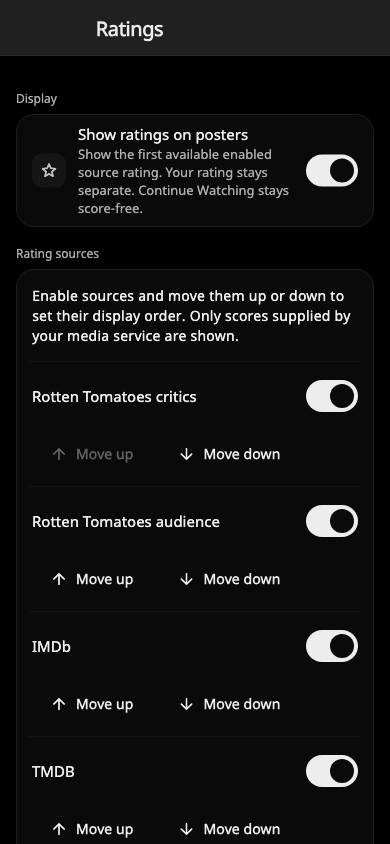 Ratings
Display
Show ratings on posters
Show the first available enabled
source rating. Your rating stays
separate. Continue Watching stays
score-free.
Rating sources
Enable sources and move them up or down to
set their display order. Only scores supplied by
your media service are shown.
Rotten Tomatoes critics
Move up Move down
Rotten Tomatoes audience
Move up Move down
IMDb
Move up Move down
TMDB
Move up Move down